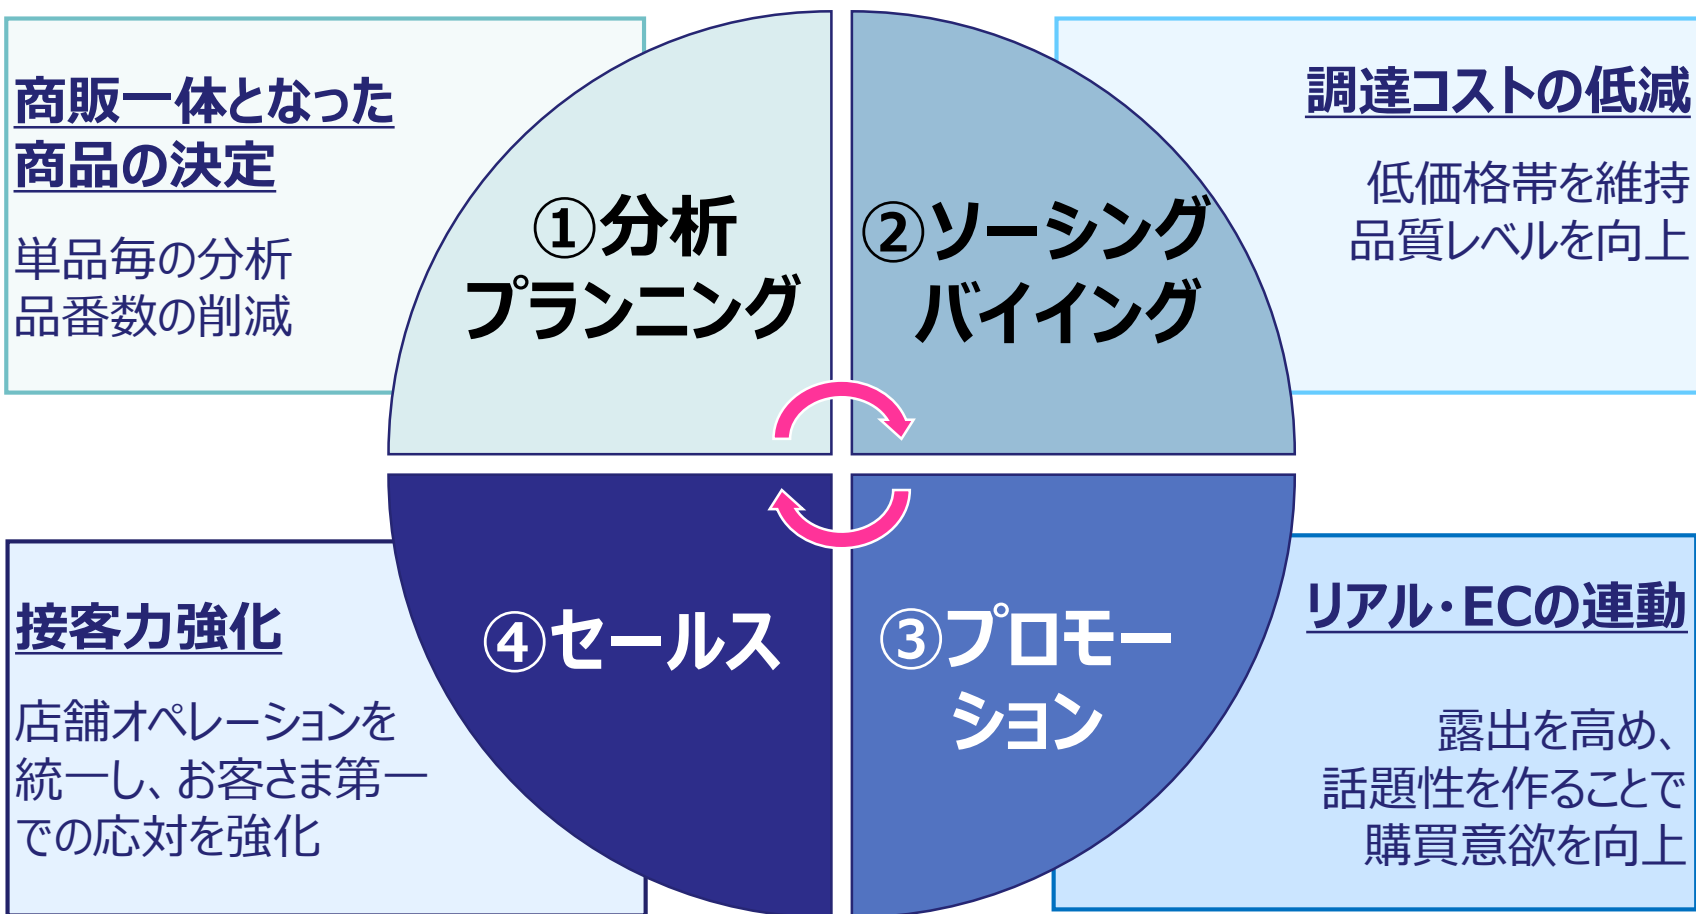 商販一体となった
商品の決定
単品毎の分析
品番数の削減
①分析
プランニング
②ソーシング
バイイング
調達コストの低減
低価格帯を維持
品質レベルを向上
接客力強化
店舗オペレーションを
統一し、お客さま第一
での応対を強化
④セールス
③プロモー
ション
リアル・ECの連動
露出を高め、
話題性を作ることで
購買意欲を向上